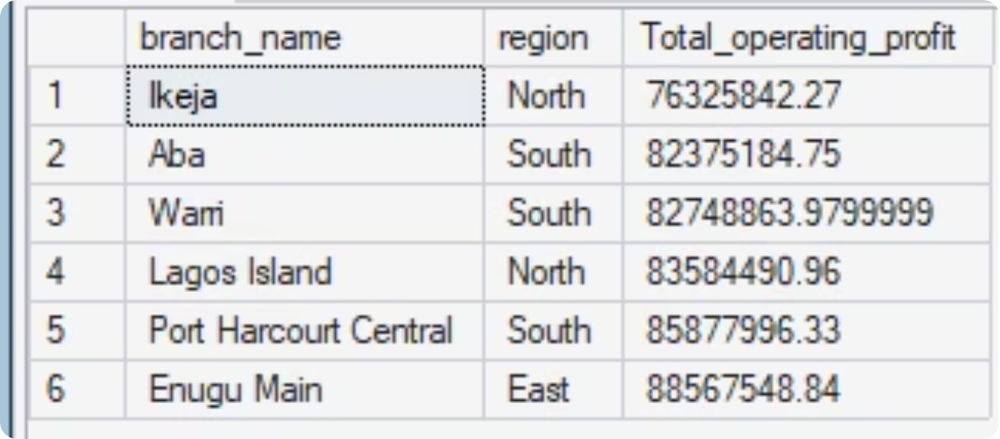 branch_name region Total_operating_profit
1 Ikeja North 76325842.27
2 Aba South 82375184.75
3 Warri South 82748863.9799999
4 Lagos Island North 83584490.96
5 Port Harcourt Central South 85877996.33
6 Enugu Main East 88567548.84